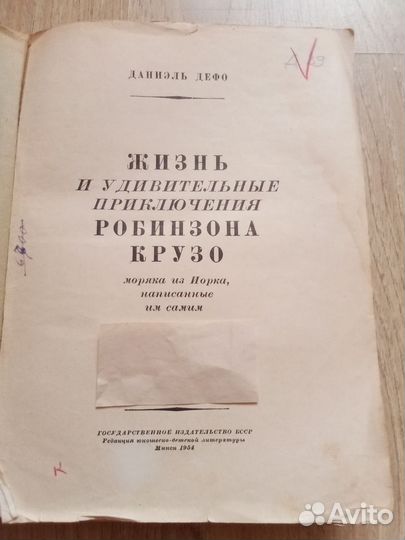 ДАНИЭЛЬ ДЕФО
ЖИЗНЬ
И УДИВИТЕЛЬНЫЕ
ПРИКЛЮЧЕНИЯ
РОБИНЗОНА
КРУЗО
моряка из Йорка,
написанные
им самим
ГОСУДАРСТВЕННОЕ ИЗДАТЕЛЬСТВО БССР
Редакция юношеско-детской литературы
Минск 1954
Avito